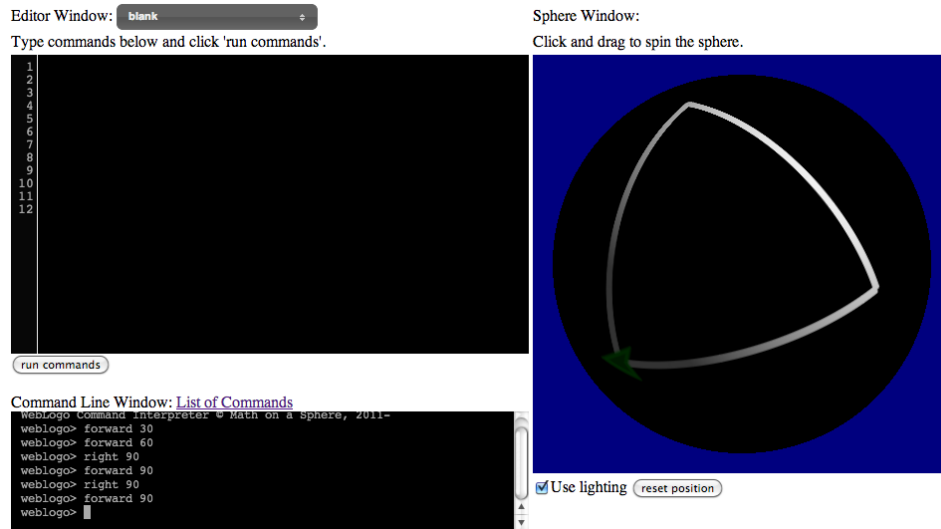 Editor Window: blank
Type commands below and click 'run commands'.
1
2
3
4
5
6
7
8
9
10
11
12
run commands
Command Line Window: List of Commands
WebLogo Command Interpreter © Math on a Sphere, 2011-
weblogo> forward 30
weblogo> forward 60
weblogo> right 90
weblogo> forward 90
weblogo> right 90
weblogo> forward 90
weblogo>
Sphere Window:
Click and drag to spin the sphere.
Use lighting reset position